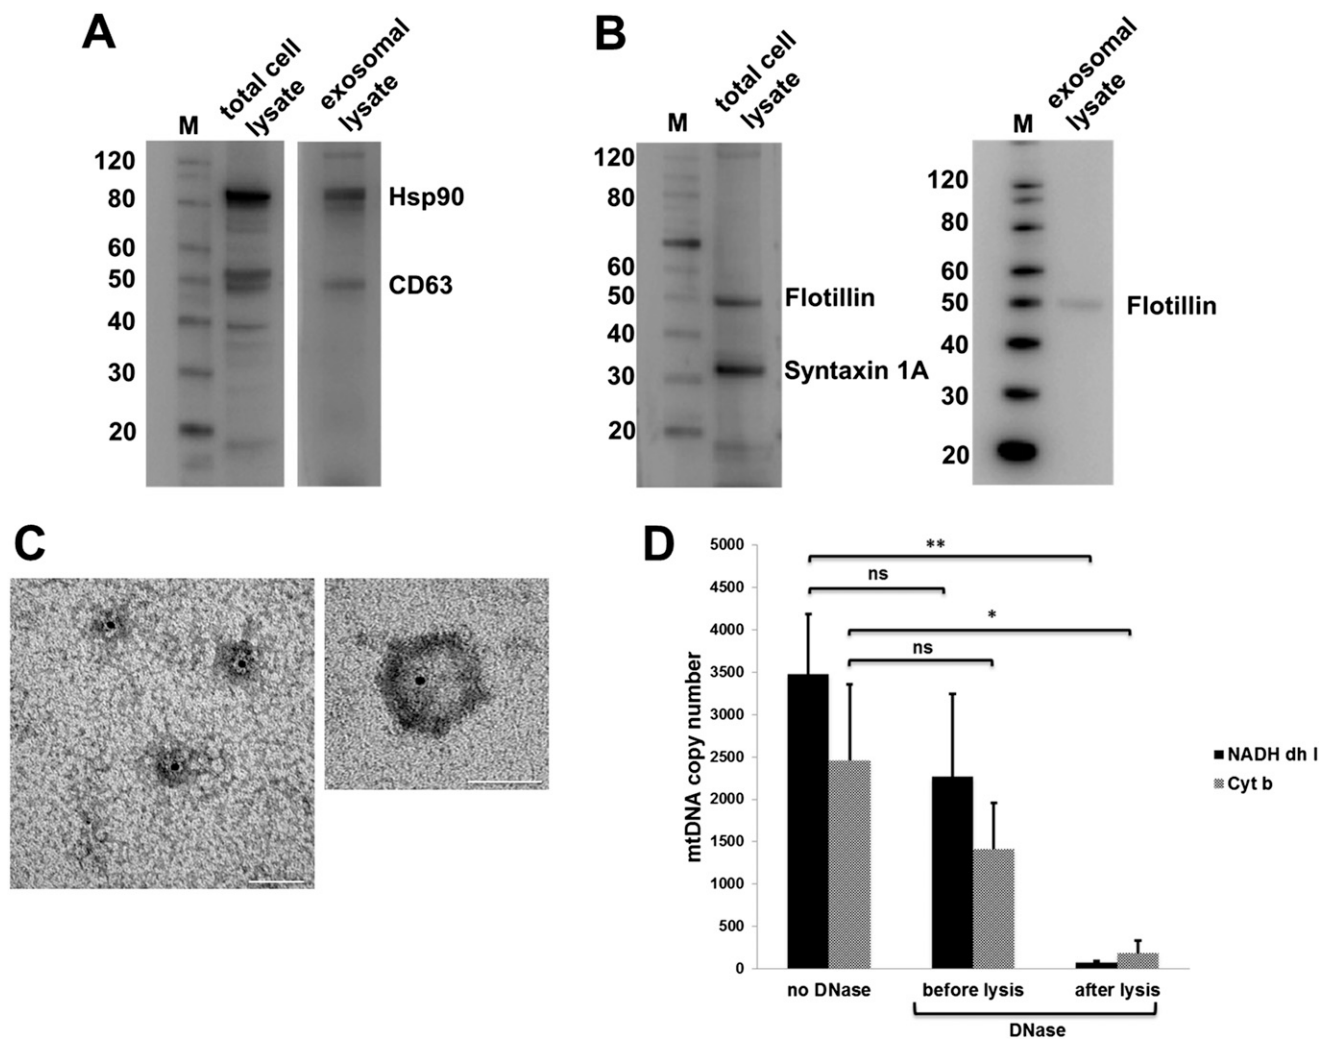 A
M
total cell
lysate
exosomal
lysate
120
80
60
50
40
30
20
Hsp90
CD63
B
M
total cell
lysate
120
80
60
50
40
30
20
Flotillin
Syntaxin 1A
M
exosomal
lysate
120
80
60
50
40
30
20
Flotillin
C
D
mtDNA copy number
5000
4500
4000
3500
3000
2500
2000
1500
1000
500
0
**
ns
*
ns
NADH dh I
Cyt b
no DNase
before lysis
after lysis
DNase